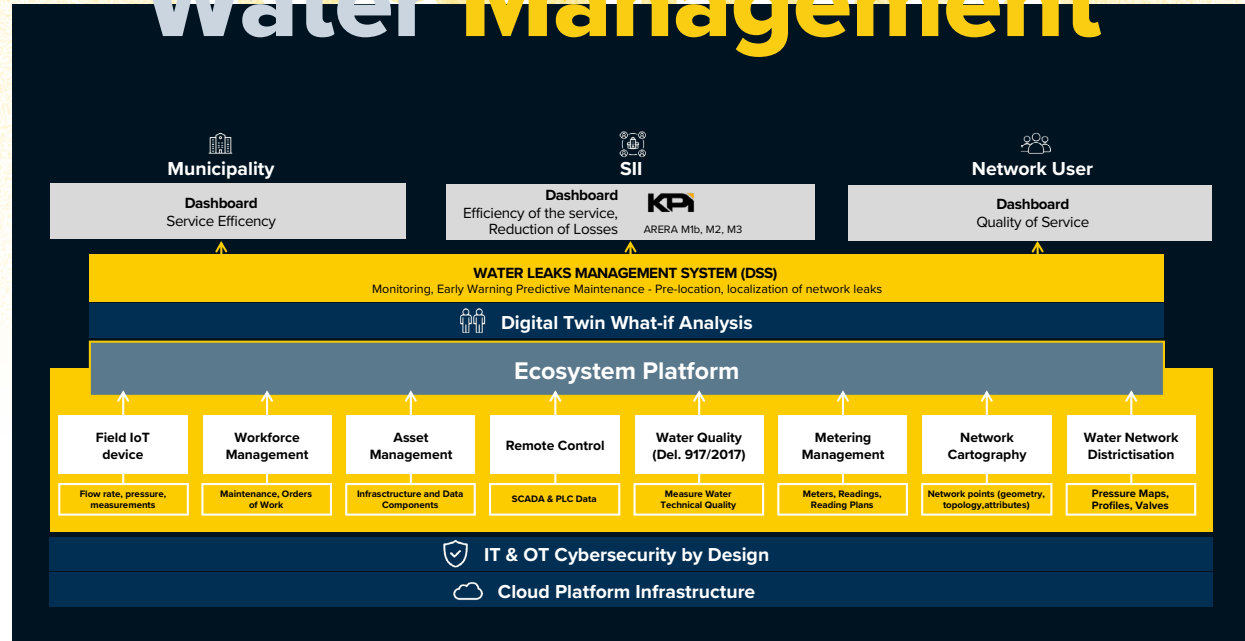 Water Management
Municipality
SII
Network User
Dashboard
Service Efficency
Dashboard
Efficiency of the service,
Reduction of Losses
KPi
ARERA M1b, M2, M3
Dashboard
Quality of Service
WATER LEAKS MANAGEMENT SYSTEM (DSS)
Monitoring, Early Warning Predictive Maintenance - Pre-location, localization of network leaks
Digital Twin What-if Analysis
Ecosystem Platform
Field IoT
device
Workforce
Management
Asset
Management
Remote Control
Water Quality
(Del. 917/2017)
Metering
Management
Network
Cartography
Water Network
Districtisation
Flow rate, pressure,
measurements
Maintenance, Orders
of Work
Infrasctructure and Data
Components
SCADA & PLC Data
Measure Water
Technical Quality
Meters, Readings,
Reading Plans
Network points (geometry,
topology,attributes)
Pressure Maps,
Profiles, Valves
IT & OT Cybersecurity by Design
Cloud Platform Infrastructure